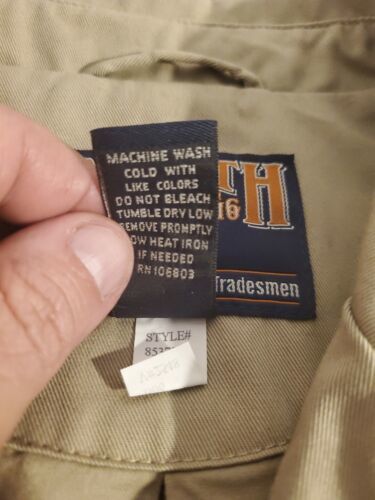 MACHINE WASH
COLD WITH
LIKE COLORS
DO NOT BLEACH
TUMBLE DRY LOW
REMOVE PROMPTLY
LOW HEAT IRON
IF NEEDED
RN 106803
TH
16
Tradesmen
STYLE#